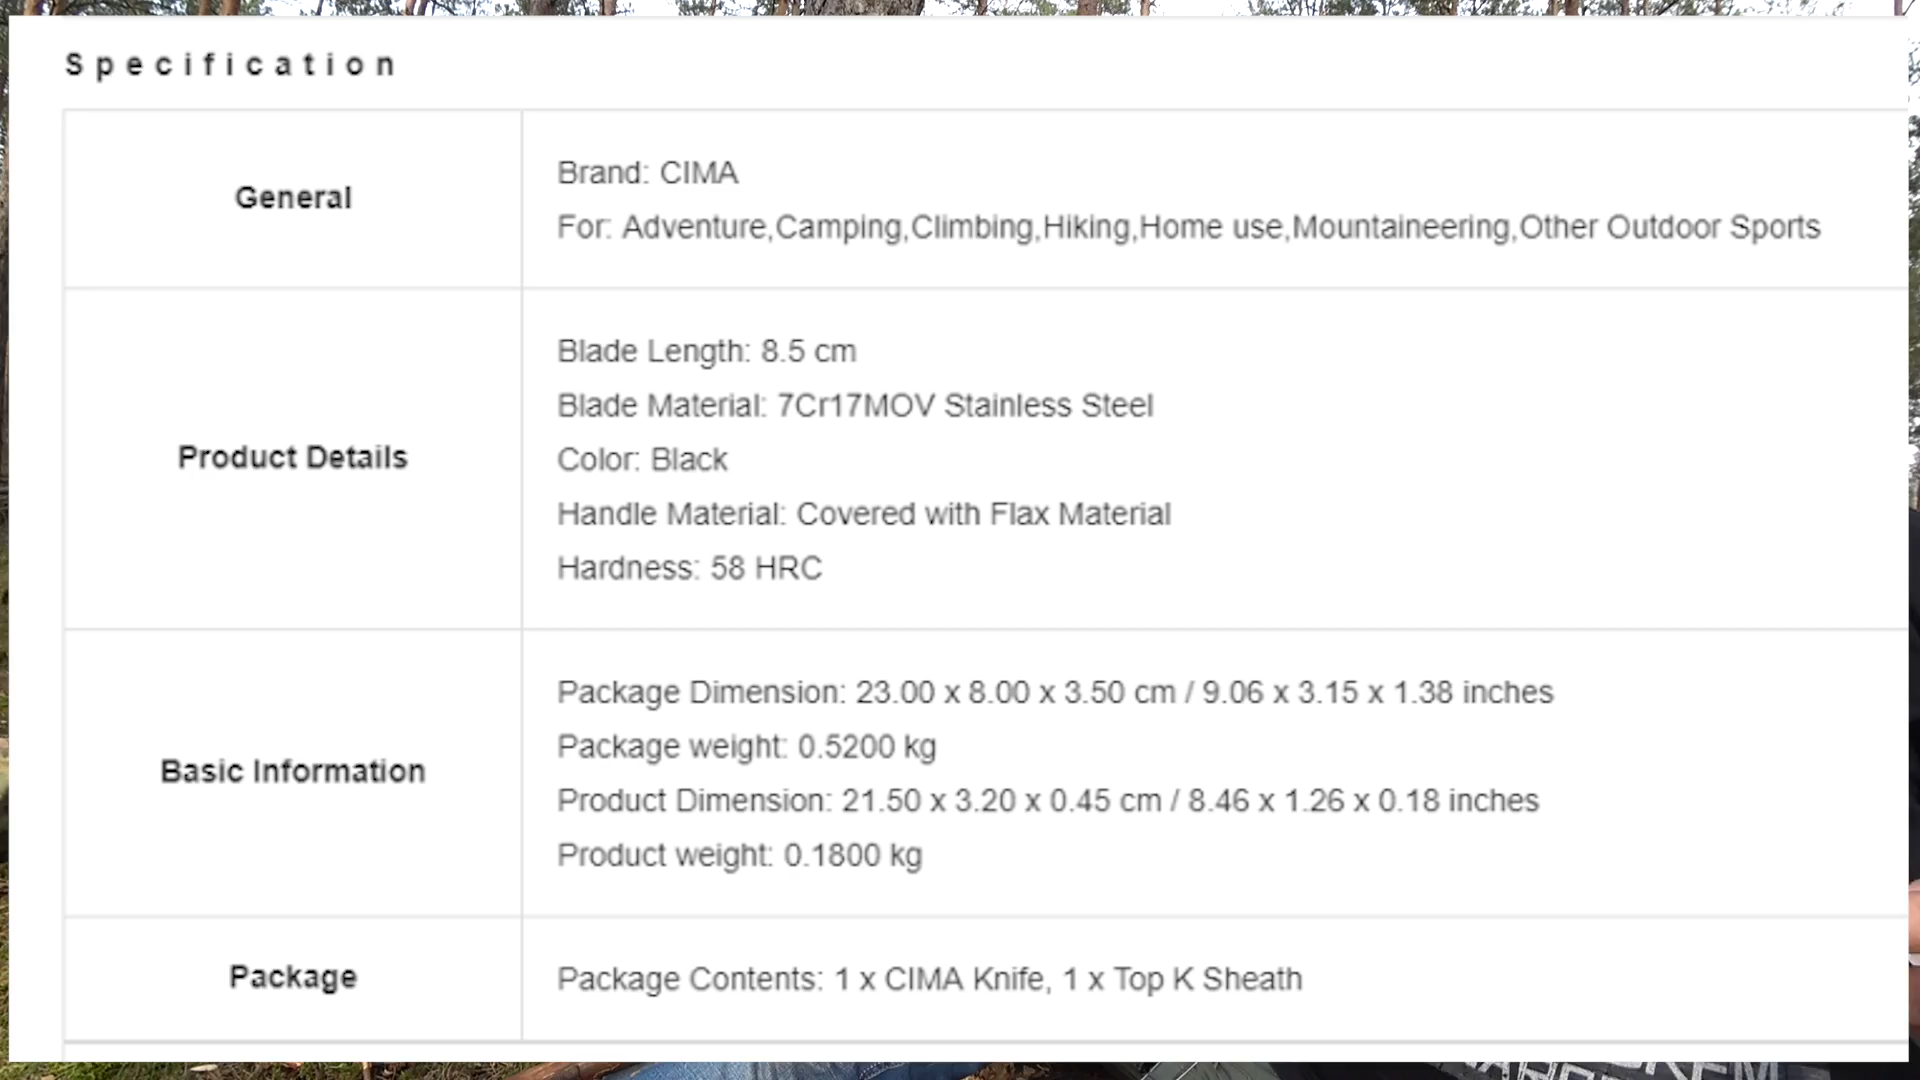 Specification
General
Brand: CIMA
For: Adventure,Camping,Climbing,Hiking,Home use,Mountaineering,Other Outdoor Sports
Product Details
Blade Length: 8.5 cm
Blade Material: 7Cr17MOV Stainless Steel
Color: Black
Handle Material: Covered with Flax Material
Hardness: 58 HRC
Basic Information
Package Dimension: 23.00 x 8.00 x 3.50 cm / 9.06 x 3.15 x 1.38 inches
Package weight: 0.5200 kg
Product Dimension: 21.50 x 3.20 x 0.45 cm / 8.46 x 1.26 x 0.18 inches
Product weight: 0.1800 kg
Package
Package Contents: 1 x CIMA Knife, 1 x Top K Sheath